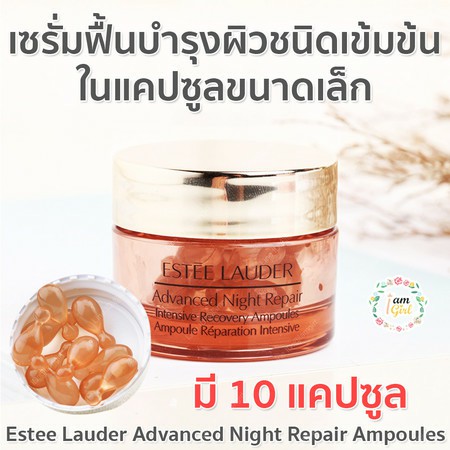 เซรั่มฟื้นบำรุงผิวชนิดเข้มข้น
ในแคปซูลขนาดเล็ก
ESTĒE LAUDER
Advanced Night Repair
Intensive Recovery Ampoules
Ampoule Réparation Intensive
i am
Girl
มี 10 แคปซูล
Estee Lauder Advanced Night Repair Ampoules